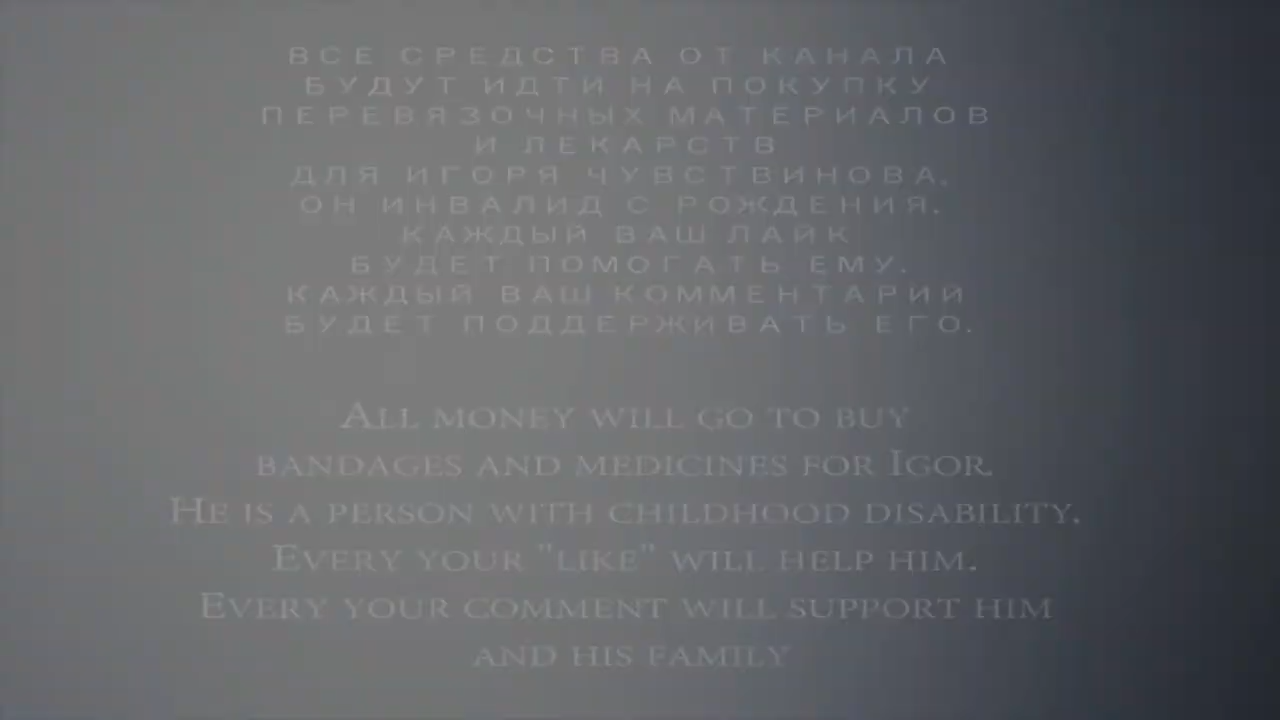 ВСЕ СРЕДСТВА ОТ КАНАЛА
БУДУТ ИДТИ НА ПОКУПКУ
ПЕРЕВЯЗОЧНЫХ МАТЕРИАЛОВ
И ЛЕКАРСТВ
ДЛЯ ИГОРЯ ЧУВСТВИНОВА.
ОН ИНВАЛИД С РОЖДЕНИЯ.
КАЖДЫЙ ВАШ ЛАЙК
БУДЕТ ПОМОГАТЬ ЕМУ.
КАЖДЫЙ ВАШ КОММЕНТАРИЙ
БУДЕТ ПОДДЕРЖИВАТЬ ЕГО.
ALL MONEY WILL GO TO BUY
BANDAGES AND MEDICINES FOR IGOR.
HE IS A PERSON WITH CHILDHOOD DISABILITY.
EVERY YOUR "LIKE" WILL HELP HIM.
EVERY YOUR COMMENT WILL SUPPORT HIM
AND HIS FAMILY